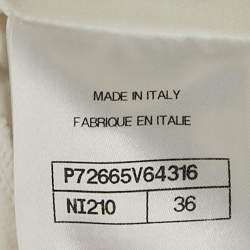 MADE IN ITALY
FABRIQUE EN ITALIE
P72665V64316
NI210 36